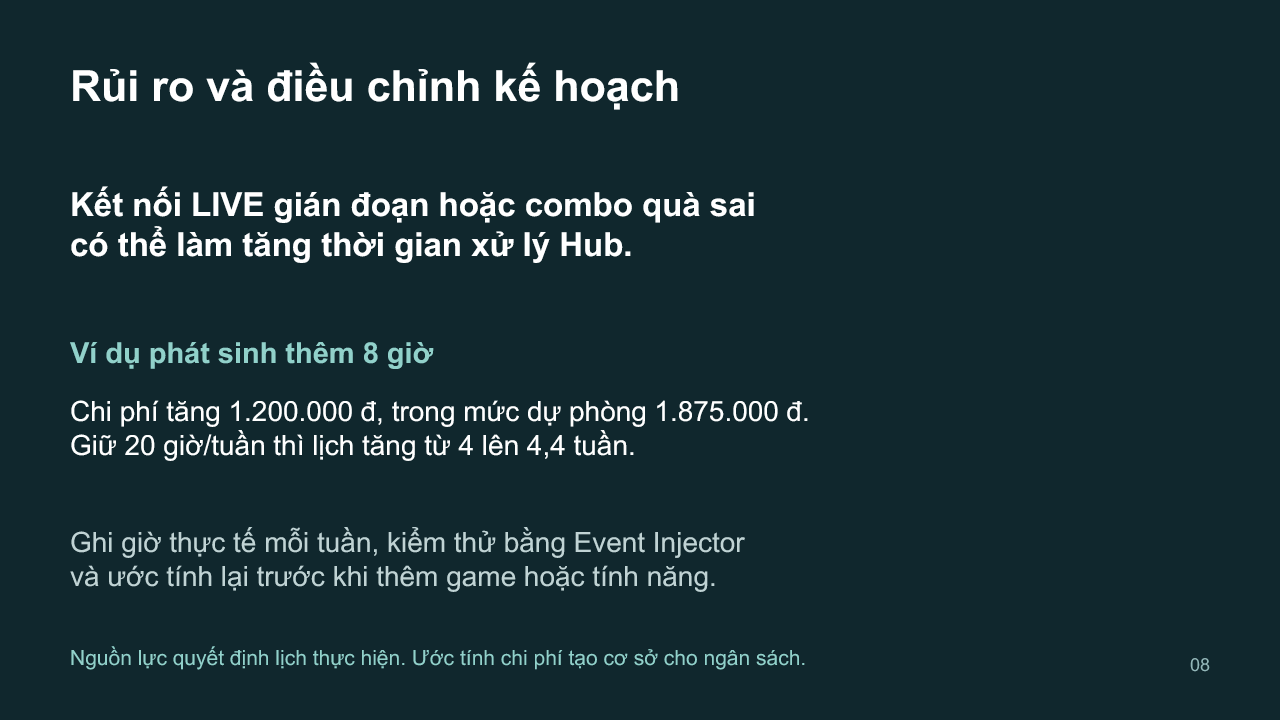 Rủi ro và điều chỉnh kế hoạch
Kết nối LIVE gián đoạn hoặc combo quà sai
có thể làm tăng thời gian xử lý Hub.
Ví dụ phát sinh thêm 8 giờ
Chi phí tăng 1.200.000 đ, trong mức dự phòng 1.875.000 đ.
Giữ 20 giờ/tuần thì lịch tăng từ 4 lên 4,4 tuần.
Ghi giờ thực tế mỗi tuần, kiểm thử bằng Event Injector
và ước tính lại trước khi thêm game hoặc tính năng.
Nguồn lực quyết định lịch thực hiện. Ước tính chi phí tạo cơ sở cho ngân sách.
08